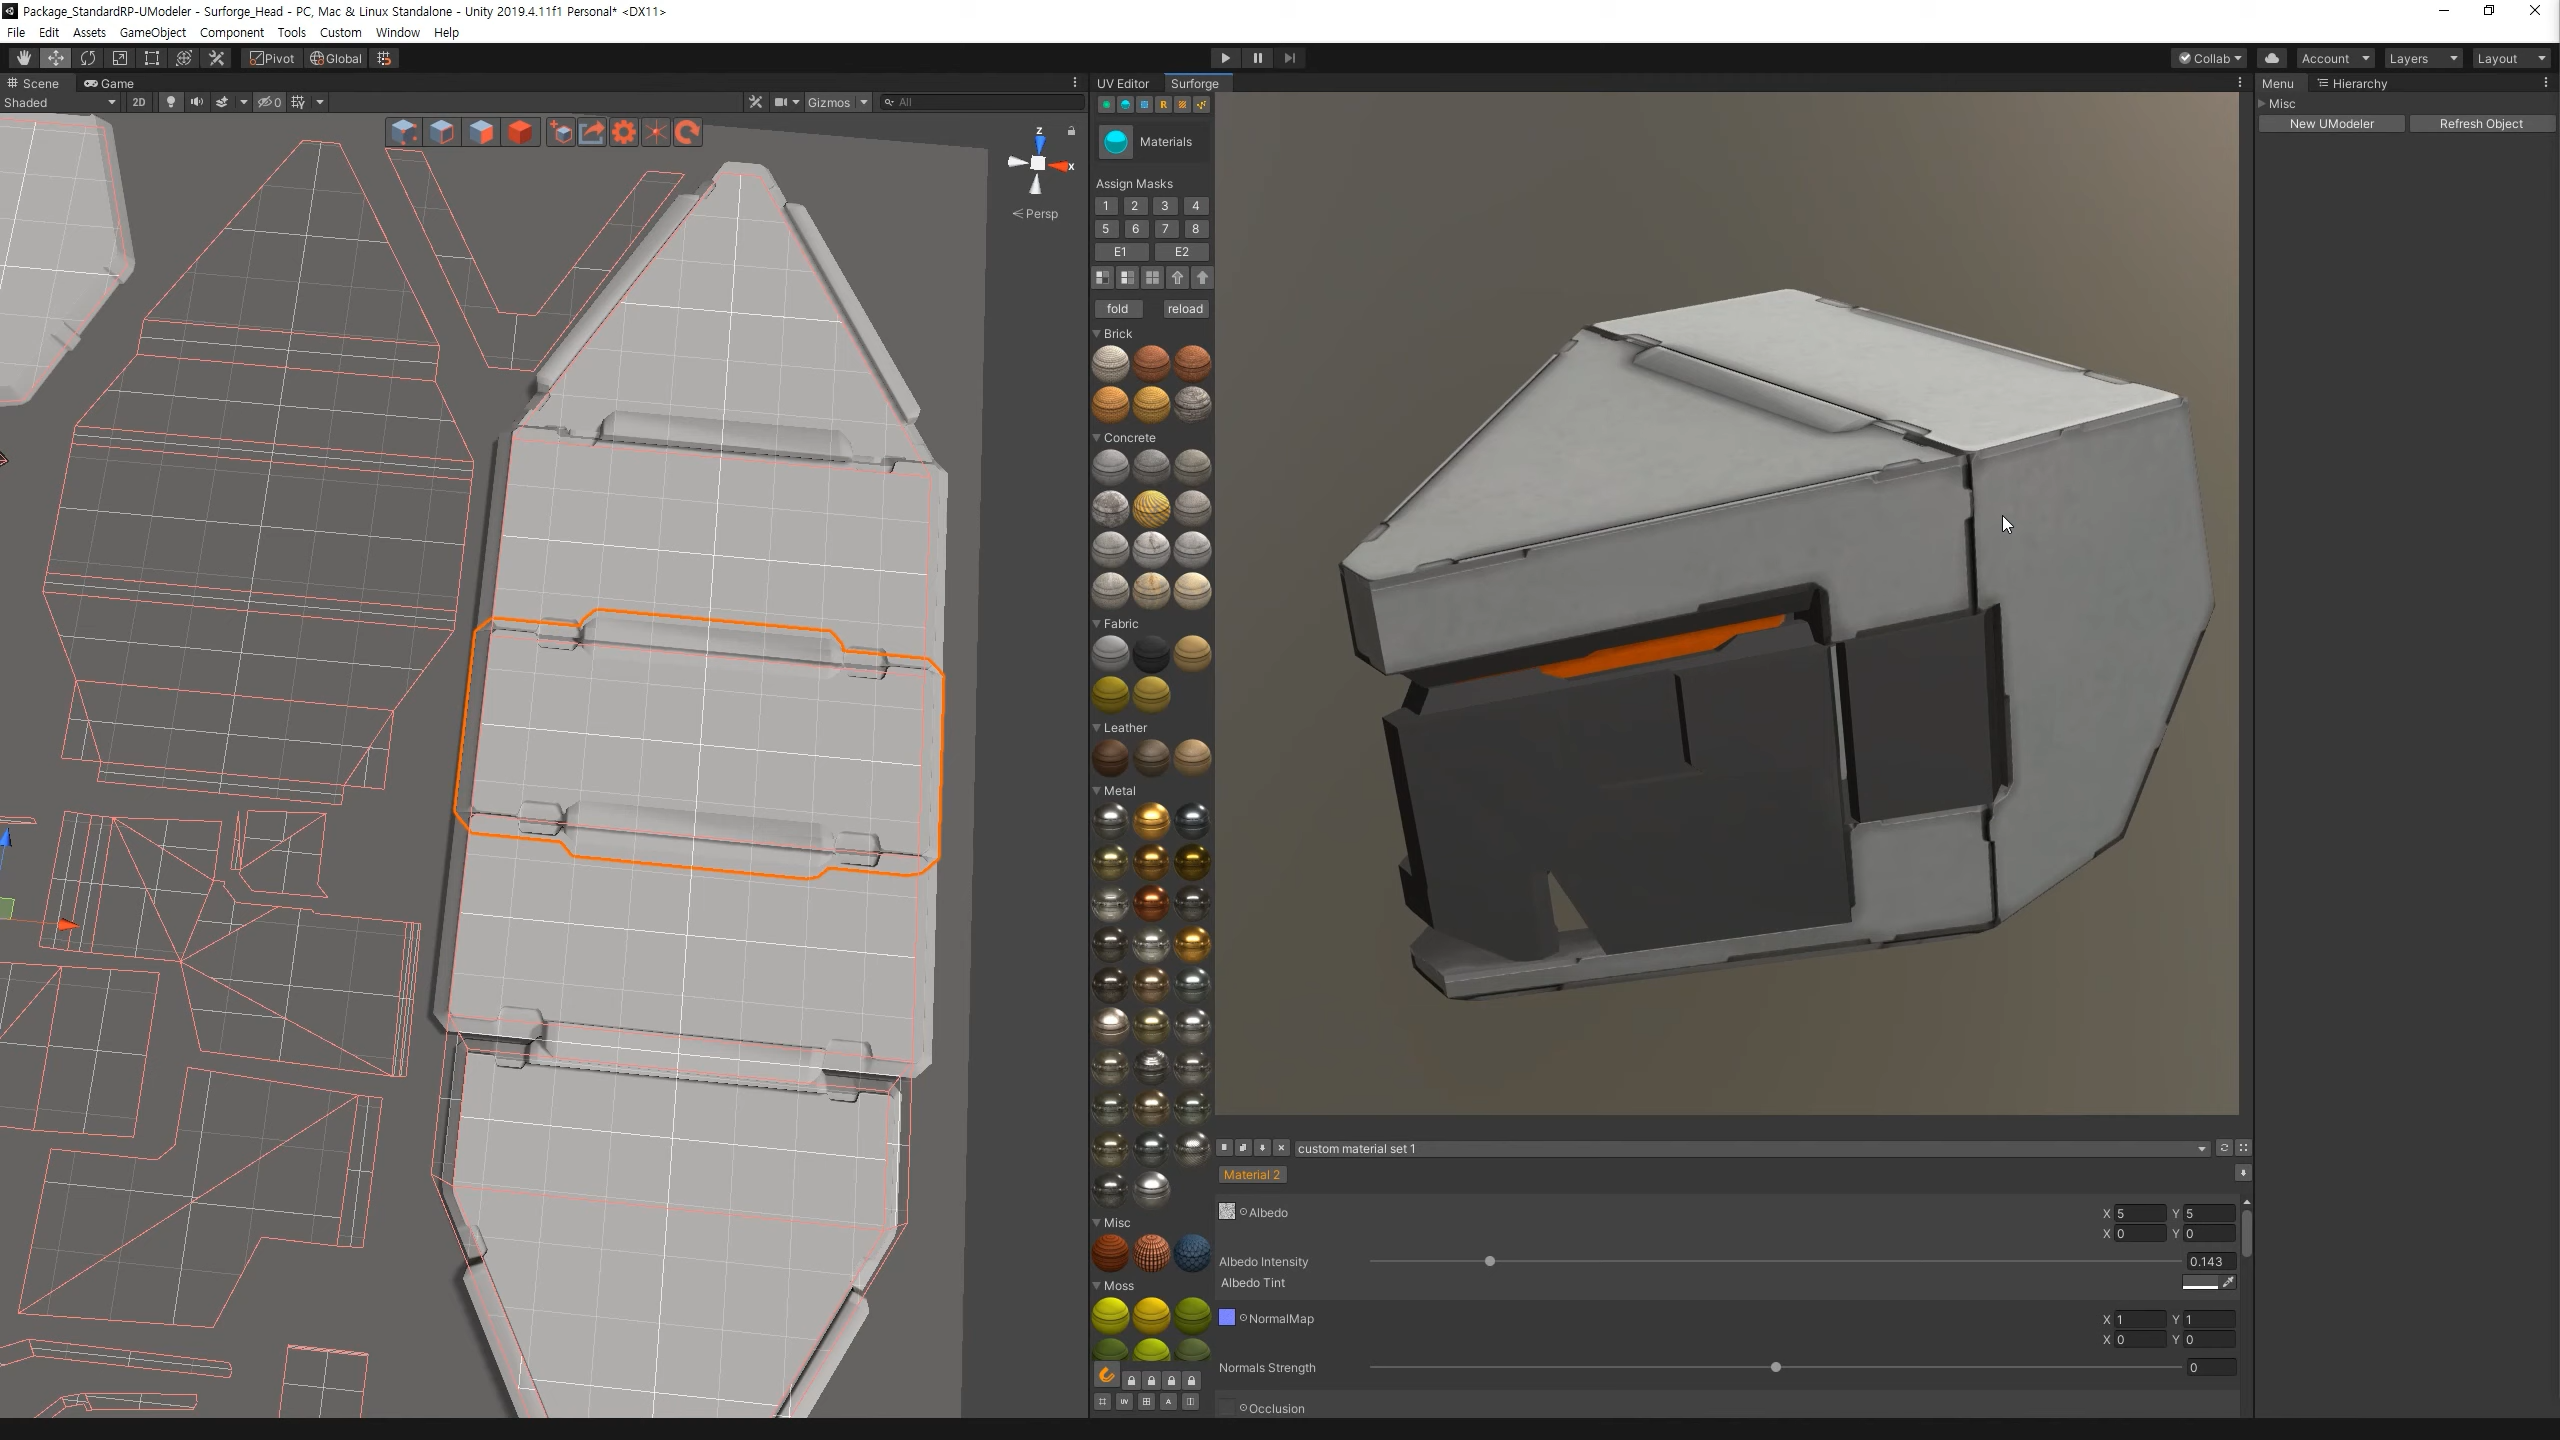 Package_StandardRP-UModeler - Surforge_Head - PC, Mac & Linux Standalone - Unity 2019.4.11f1 Personal* <DX11>
File Edit Assets GameObject Component Tools Custom Window Help
Pivot Global Collab Account Layers Layout
Scene Game UV Editor Surforge Menu Hierarchy
Shaded 2D 0 Gizmos All
Misc
New UModeler Refresh Object
R
z
x
Persp
Materials
Assign Masks
1 2 3 4
5 6 7 8
E1 E2
fold reload
Brick
Concrete
Fabric
Leather
Metal
Misc
Moss
UV A
custom material set 1
Material 2
Albedo X 5 Y 5
X 0 Y 0
Albedo Intensity 0.143
Albedo Tint
NormalMap X 1 Y 1
X 0 Y 0
Normals Strength 0
Occlusion